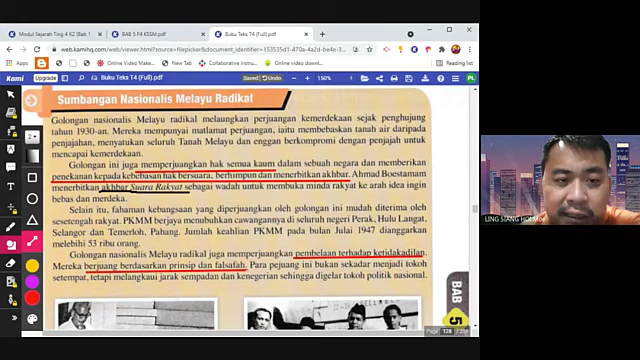 Modul Sejarah Ting 4 K2 (Bab 1
BAB 5 F4 KSSM.pdf
Buku Teks T4 (Full).pdf
web.kamihq.com/web/viewer.html?source=filepicker&document_identifier=153535d1-470a-4a2d-be4e-3
Apps
Blogger
Online video down...
New Tab
Collaborative Instru...
Online video downl...
Reading list
Kami
Buku Teks T4 (Full).pdf
Saved
Undo
150%
PL
Sumbangan Nasionalis Melayu Radikal
Golongan nasionalis Melayu radikal melaungkan perjuangan kemerdekaan sejak penghujung
tahun 1930-an. Mereka mempunyai matlamat perjuangan, iaitu membebaskan tanah air daripada
penjajahan, menyatukan bangsa Melayu dan enggan berkompromi dengan penjajah untuk
mencapai kemerdekaan.
Golongan ini juga memperjuangkan hak semua kaum dalam sebuah negara dan memberikan
penekanan kepada kebebasan hak bersuara, berhimpun dan menerbitkan akhbar. Ahmad Boestamam
menerbitkan akhbar Suara Rakyat sebagai wadah untuk membuka minda rakyat ke arah idea ingin
bebas dan merdeka.
Selain itu, fahaman kebangsaan yang diperjuangkan oleh golongan ini mudah diterima oleh
sesetengah rakyat. PKMM berjaya menubuhkan cawangannya di seluruh negeri Perak, Hulu Langat,
Selangor dan Temerloh, Pahang. Jumlah keahlian PKMM pada bulan Julai 1947 dianggarkan
melebihi 53 ribu orang.
Golongan nasionalis Melayu radikal juga memperjuangkan pembelaan terhadap ketidakadilan.
Mereka berjuang berdasarkan prinsip dan falsafah. Para pejuang ini bukan sekadar menjadi tokoh
setempat, tetapi melangkaui jarak sempadan dan kenegerian sehingga digelar tokoh politik nasional.
BAB
5
Page
128
LING SIANG HOI Moe